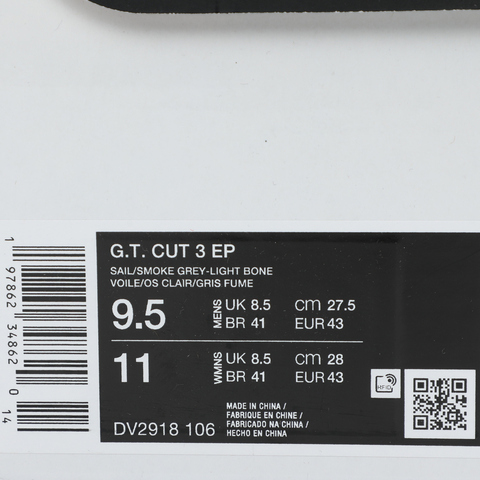 G.T. CUT 3 EP
SAIL/SMOKE GREY-LIGHT BONE
VOILE/OS CLAIR/GRIS FUME
9.5 MENS UK 8.5 cm 27.5
BR 41 EUR 43
11 WMNS UK 8.5 cm 28
BR 41 EUR 43
DV2918 106
MADE IN CHINA /
FABRIQUE EN CHINE /
FABRICADO NA CHINA /
HECHO EN CHINA
1 97862 34862 0 14